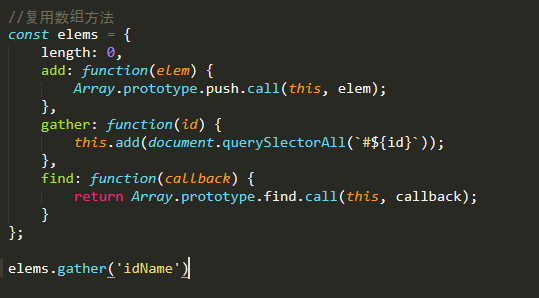 //复用数组方法
const elems = {
    length: 0,
    add: function(elem) {
        Array.prototype.push.call(this, elem);
    },
    gather: function(id) {
        this.add(document.querySlectorAll(`#${id}`));
    },
    find: function(callback) {
        return Array.prototype.find.call(this, callback);
    }
};

elems.gather('idName')